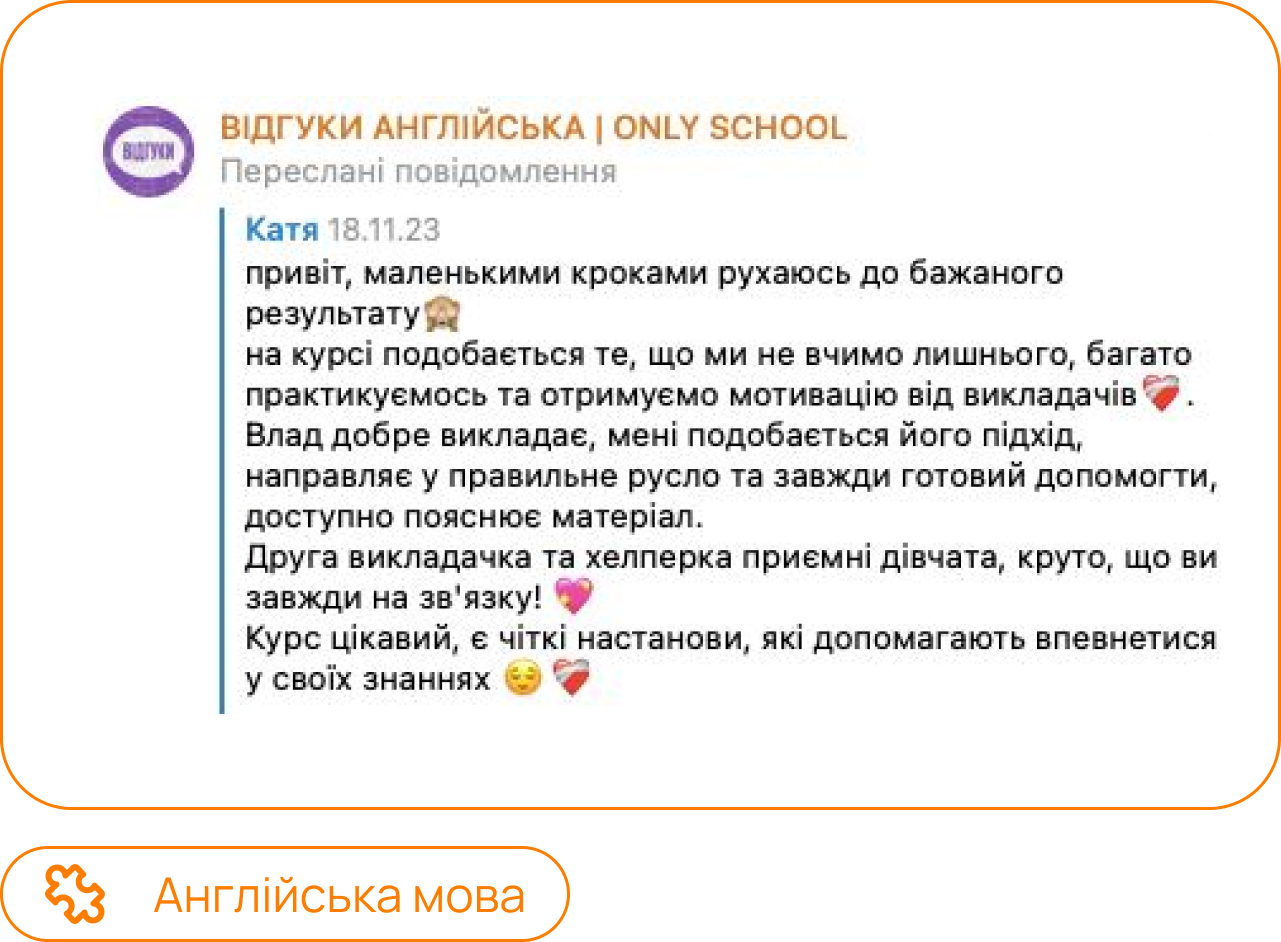 ВІДГУКИ
ВІДГУКИ АНГЛІЙСЬКА | ONLY SCHOOL
Переслані повідомлення
Катя 18.11.23
привіт, маленькими кроками рухаюсь до бажаного
результату🙈
на курсі подобається те, що ми не вчимо лишнього, багато
практикуємось та отримуємо мотивацію від викладачів❤️‍🩹.
Влад добре викладає, мені подобається його підхід,
направляє у правильне русло та завжди готовий допомогти,
доступно пояснює матеріал.
Друга викладачка та хелперка приємні дівчата, круто, що ви
завжди на зв'язку! 💖
Курс цікавий, є чіткі настанови, які допомагають впевнетися
у своїх знаннях 😌 ❤️‍🩹
Англійська мова